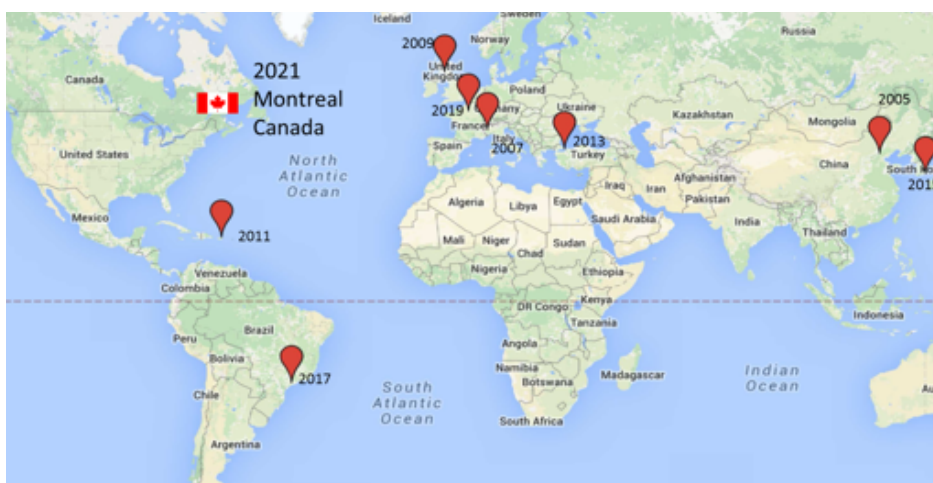 Iceland
Sweden
Russia
Norway
2009
United
Kingdom
2021
Montreal
Canada
Canada
Poland
Ukraine
2005
Kazakhstan
Mongolia
2019
France
Italy
2013
Spain
2007
Turkey
China
United States
North
Atlantic
Ocean
Afghanistan
Iraq
Iran
Pakistan
Algeria
Libya
Egypt
Saudi Arabia
India
Mexico
2011
Mali
Niger
Sudan
Chad
Thailand
Venezuela
Nigeria
Ethiopia
Colombia
DR Congo
Kenya
Indonesia
Tanzania
Brazil
Peru
Angola
Bolivia
Namibia
Madagascar
Indian
Ocean
2017
Botswana
South
Atlantic
Ocean
Chile
South Africa
Argentina